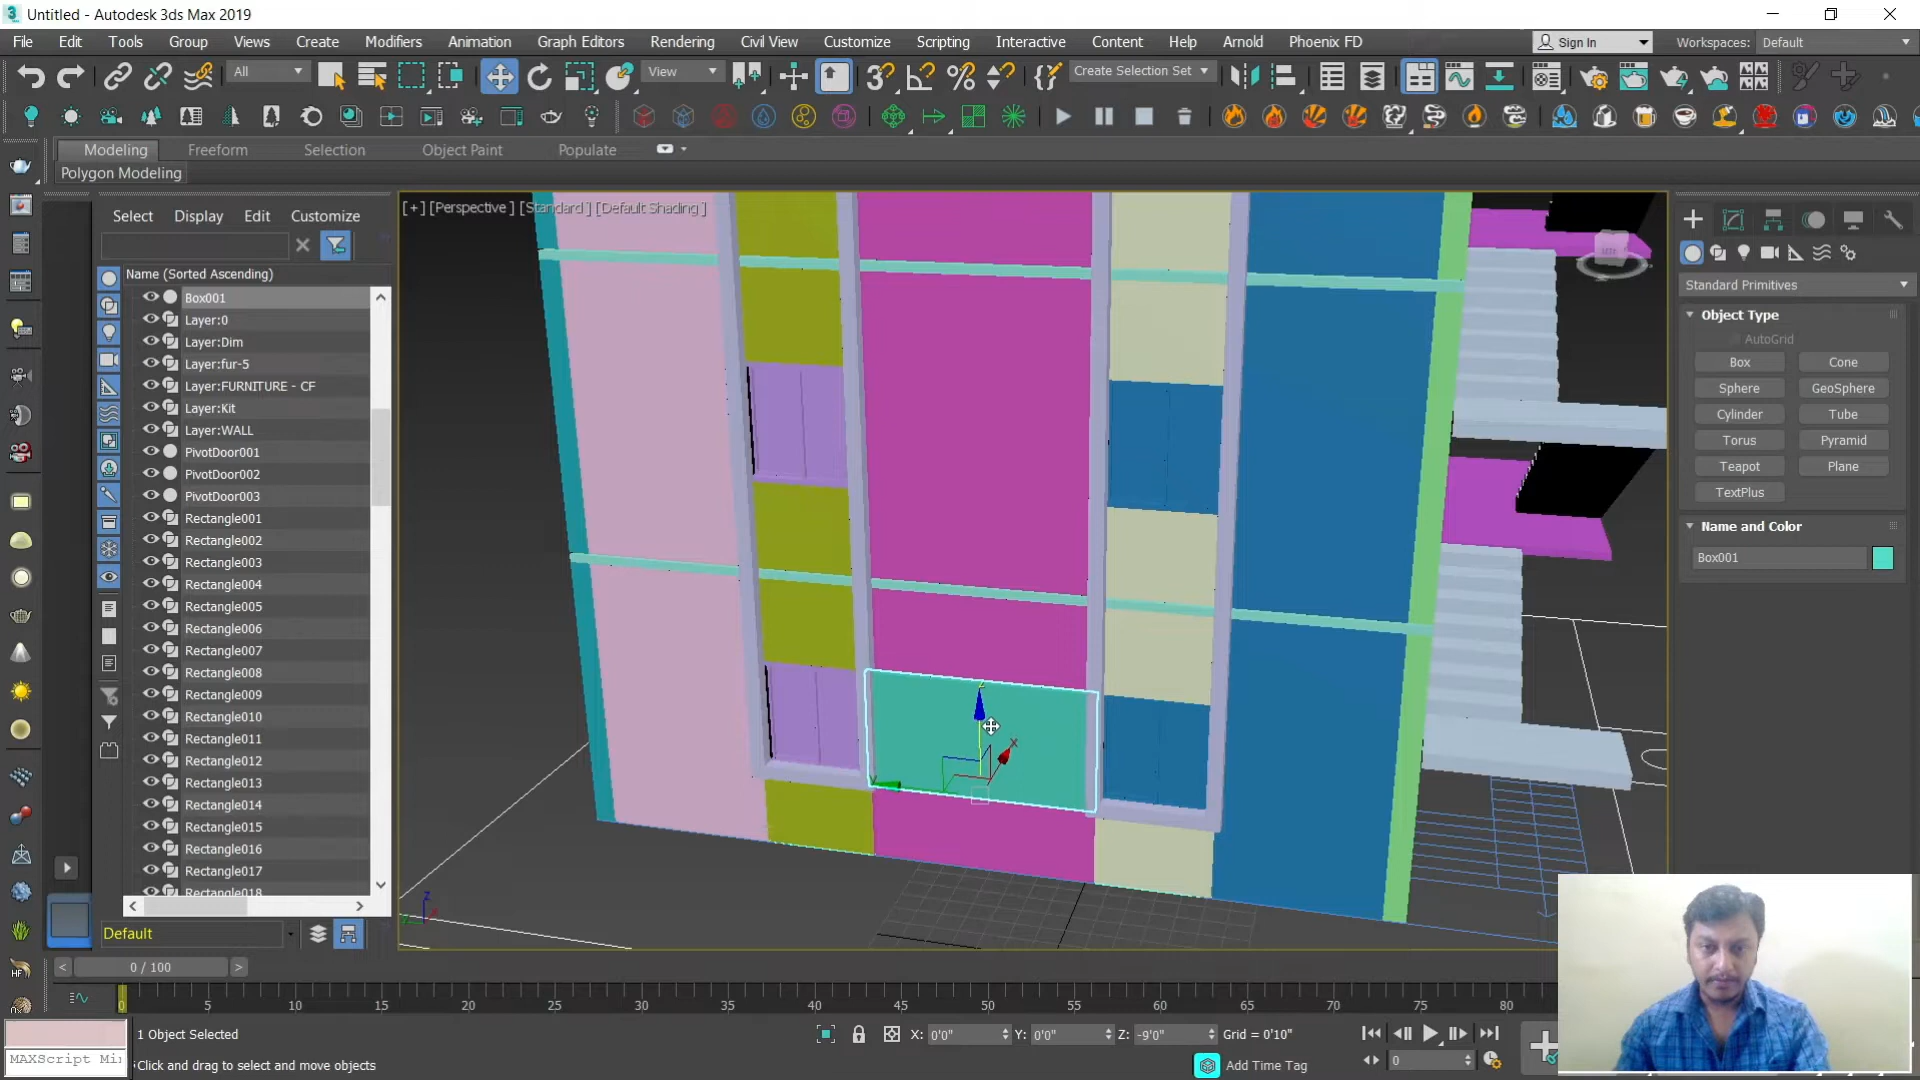 Untitled - Autodesk 3ds Max 2019
File Edit Tools Group Views Create Modifiers Animation Graph Editors Rendering Civil View Customize Scripting Interactive Content Help Arnold Phoenix FD Sign In Workspaces: Default
All View Create Selection Set
Modeling Freeform Selection Object Paint Populate
Polygon Modeling
Select Display Edit Customize
Name (Sorted Ascending)
Box001
Layer:0
Layer:Dim
Layer:fur-5
Layer:FURNITURE - CF
Layer:Kit
Layer:WALL
PivotDoor001
PivotDoor002
PivotDoor003
Rectangle001
Rectangle002
Rectangle003
Rectangle004
Rectangle005
Rectangle006
Rectangle007
Rectangle008
Rectangle009
Rectangle010
Rectangle011
Rectangle012
Rectangle013
Rectangle014
Rectangle015
Rectangle016
Rectangle017
Rectangle018
Default
[+] [Perspective ] [Standard ] [Default Shading ]
Standard Primitives
Object Type
AutoGrid
Box Cone
Sphere GeoSphere
Cylinder Tube
Torus Pyramid
Teapot Plane
TextPlus
Name and Color
Box001
< 0 / 100 >
0 5 10 15 20 25 30 35 40 45 50 55 60 65 70 75 80
1 Object Selected
X: 0'0" Y: 0'0" Z: -9'0" Grid = 0'10"
MAXScript Mi
Click and drag to select and move objects
Add Time Tag
0